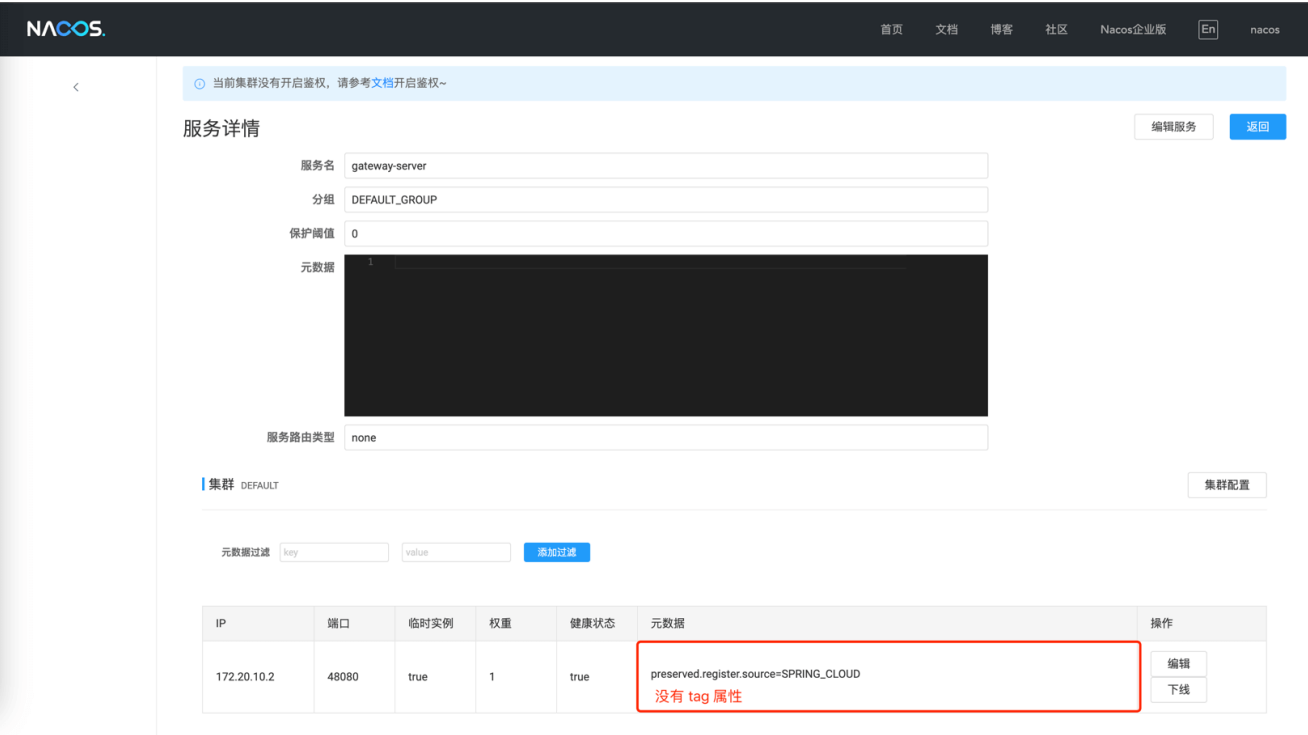 NACOS.
首页 文档 博客 社区 Nacos企业版 En nacos
当前集群没有开启鉴权，请参考文档开启鉴权~
服务详情 编辑服务 返回
服务名 gateway-server
分组 DEFAULT_GROUP
保护阈值 0
元数据 1
服务路由类型 none
集群 DEFAULT 集群配置
元数据过滤 key value 添加过滤
IP 端口 临时实例 权重 健康状态 元数据 操作
172.20.10.2 48080 true 1 true preserved.register.source=SPRING_CLOUD 编辑
没有 tag 属性 下线